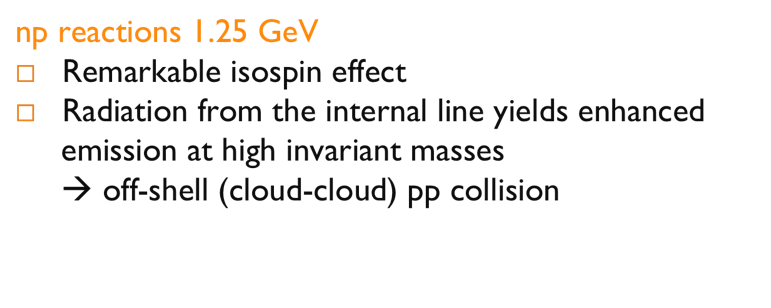 np reactions 1.25 GeV
□ Remarkable isospin effect
□ Radiation from the internal line yields enhanced
emission at high invariant masses
→ off-shell (cloud-cloud) pp collision